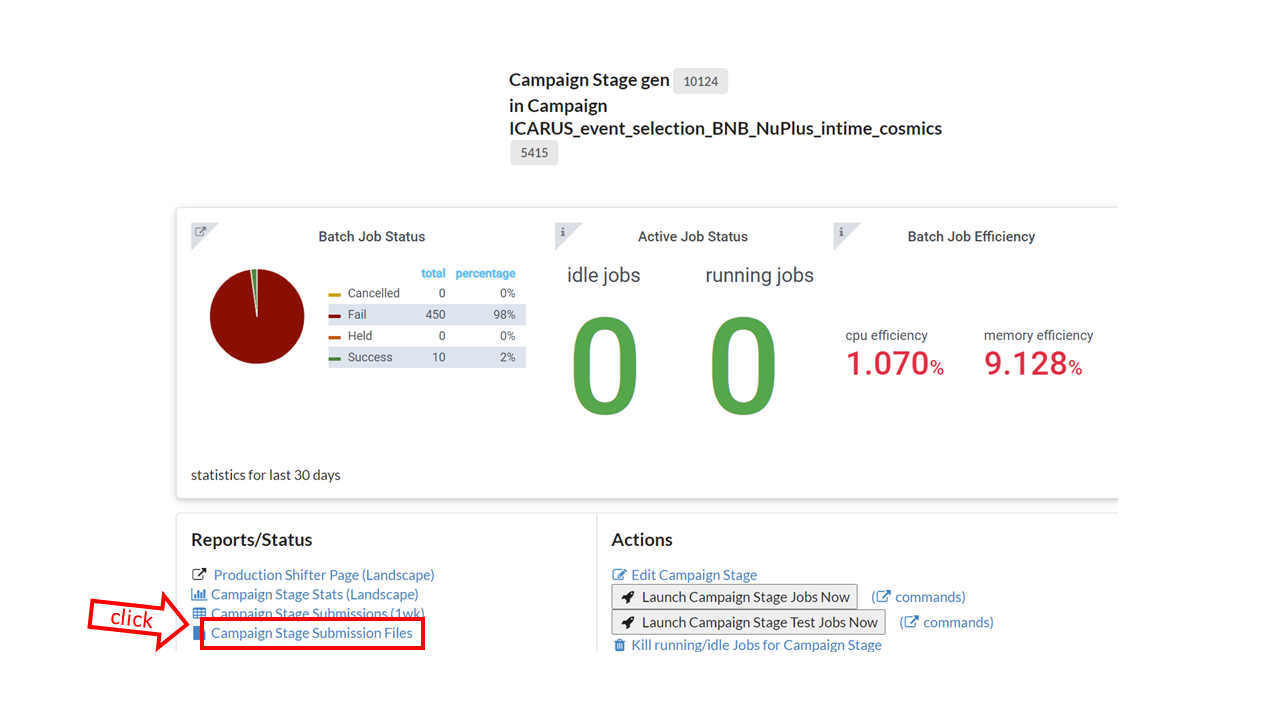 Campaign Stage gen 10124
in Campaign
ICARUS_event_selection_BNB_NuPlus_intime_cosmics
5415
Batch Job Status
total percentage
Cancelled 0 0%
Fail 450 98%
Held 0 0%
Success 10 2%
statistics for last 30 days
Active Job Status
idle jobs running jobs
0 0
Batch Job Efficiency
cpu efficiency memory efficiency
1.070% 9.128%
Reports/Status
Production Shifter Page (Landscape)
Campaign Stage Stats (Landscape)
Campaign Stage Submissions (1wk)
click
Campaign Stage Submission Files
Actions
Edit Campaign Stage
Launch Campaign Stage Jobs Now (commands)
Launch Campaign Stage Test Jobs Now (commands)
Kill running/idle Jobs for Campaign Stage